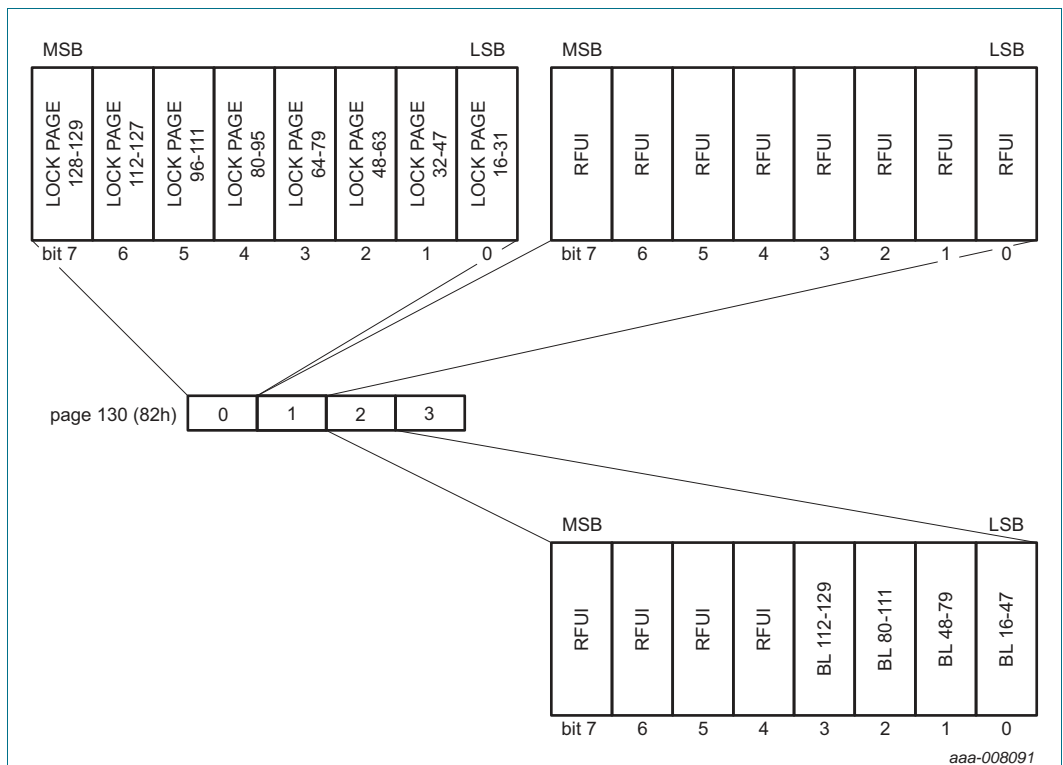 MSB LSB
LOCK PAGE 128-129
LOCK PAGE 112-127
LOCK PAGE 96-111
LOCK PAGE 80-95
LOCK PAGE 64-79
LOCK PAGE 48-63
LOCK PAGE 32-47
LOCK PAGE 16-31
bit 7 6 5 4 3 2 1 0
MSB LSB
RFUI
RFUI
RFUI
RFUI
RFUI
RFUI
RFUI
RFUI
bit 7 6 5 4 3 2 1 0
page 130 (82h) 0 1 2 3
MSB LSB
RFUI
RFUI
RFUI
RFUI
BL 112-129
BL 80-111
BL 48-79
BL 16-47
bit 7 6 5 4 3 2 1 0
aaa-008091